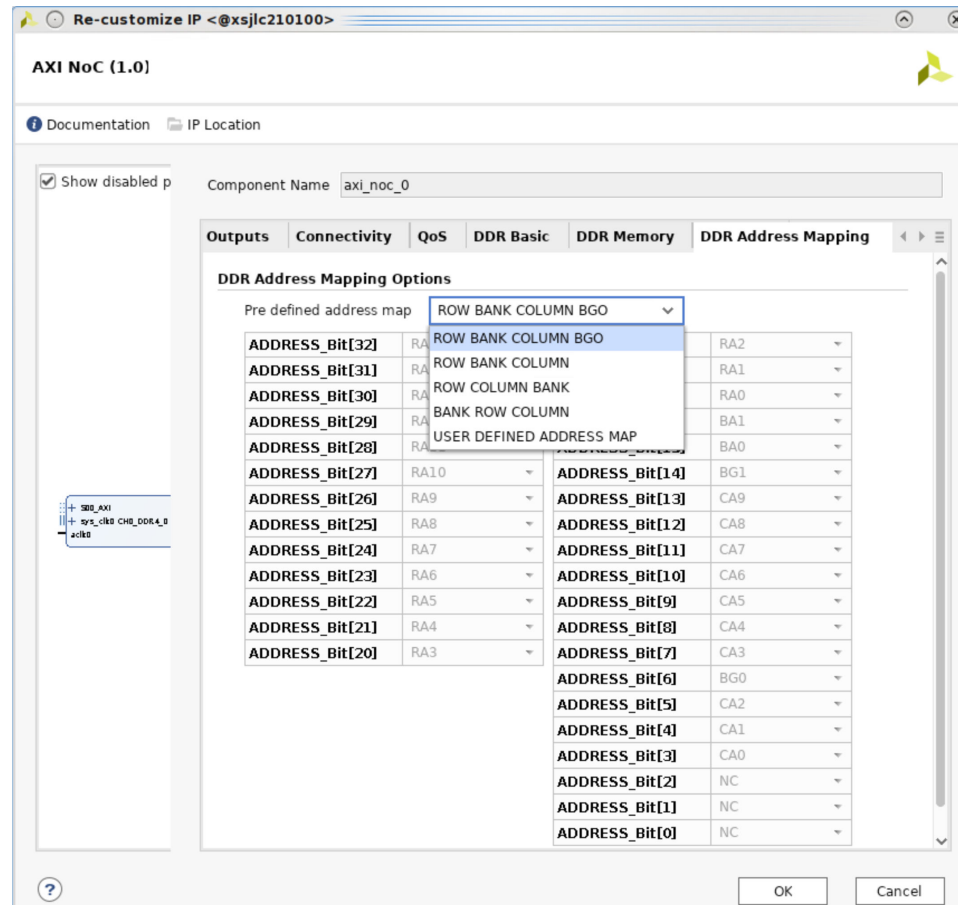 Re-customize IP <@xsjlc210100>
AXI NoC (1.0)
Documentation IP Location
Show disabled p
Component Name axi_noc_0
Outputs Connectivity QoS DDR Basic DDR Memory DDR Address Mapping
DDR Address Mapping Options
Pre defined address map ROW BANK COLUMN BGO
ROW BANK COLUMN BGO
ROW BANK COLUMN
ROW COLUMN BANK
BANK ROW COLUMN
USER DEFINED ADDRESS MAP
ADDRESS_Bit[32] RA
ADDRESS_Bit[31] RA
ADDRESS_Bit[30] RA
ADDRESS_Bit[29] RA
ADDRESS_Bit[28]
ADDRESS_Bit[27] RA10
ADDRESS_Bit[26] RA9
ADDRESS_Bit[25] RA8
ADDRESS_Bit[24] RA7
ADDRESS_Bit[23] RA6
ADDRESS_Bit[22] RA5
ADDRESS_Bit[21] RA4
ADDRESS_Bit[20] RA3
RA2
RA1
RA0
BA1
BA0
ADDRESS_Bit[14] BG1
ADDRESS_Bit[13] CA9
ADDRESS_Bit[12] CA8
ADDRESS_Bit[11] CA7
ADDRESS_Bit[10] CA6
ADDRESS_Bit[9] CA5
ADDRESS_Bit[8] CA4
ADDRESS_Bit[7] CA3
ADDRESS_Bit[6] BG0
ADDRESS_Bit[5] CA2
ADDRESS_Bit[4] CA1
ADDRESS_Bit[3] CA0
ADDRESS_Bit[2] NC
ADDRESS_Bit[1] NC
ADDRESS_Bit[0] NC
+ S00_AXI
+ sys_clk0 CH0_DDR4_0
aclk0
?
OK Cancel